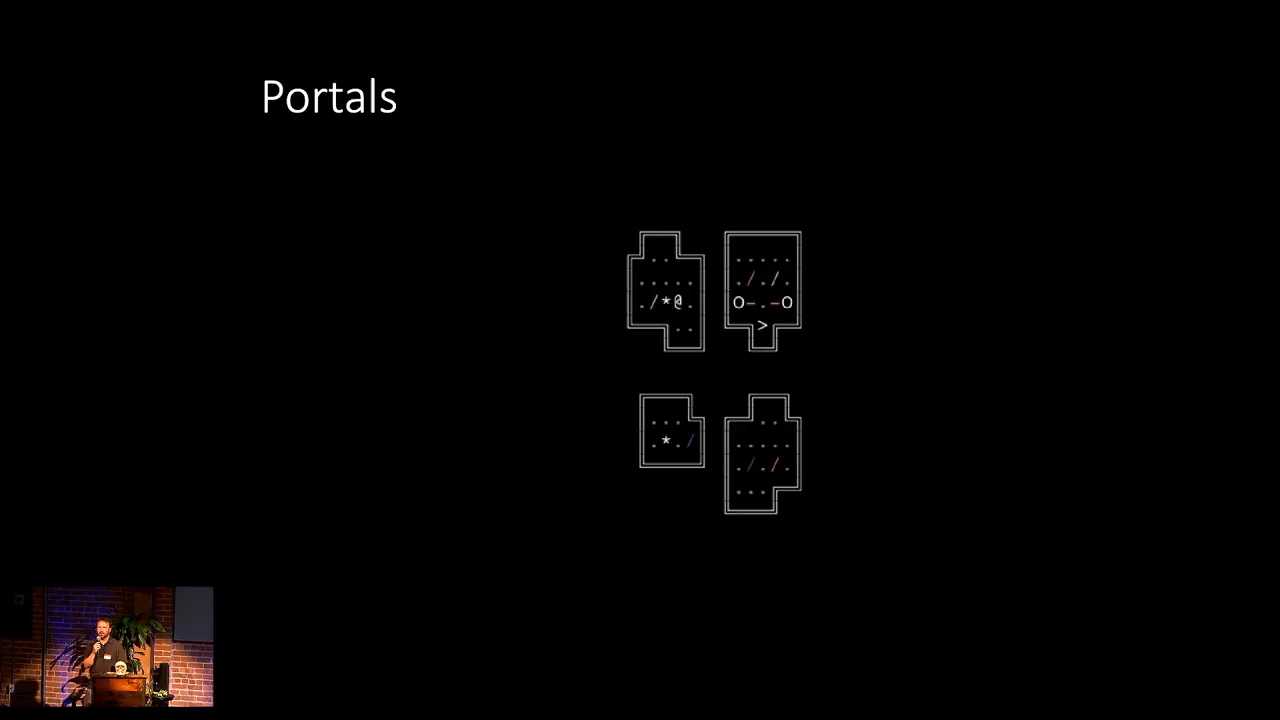 Portals
. . . . . . .
. . . . . . / . / .
. / * @ . O - . - O
. . >
. . . . .
. * . / . . . . .
. / . / .
. . .